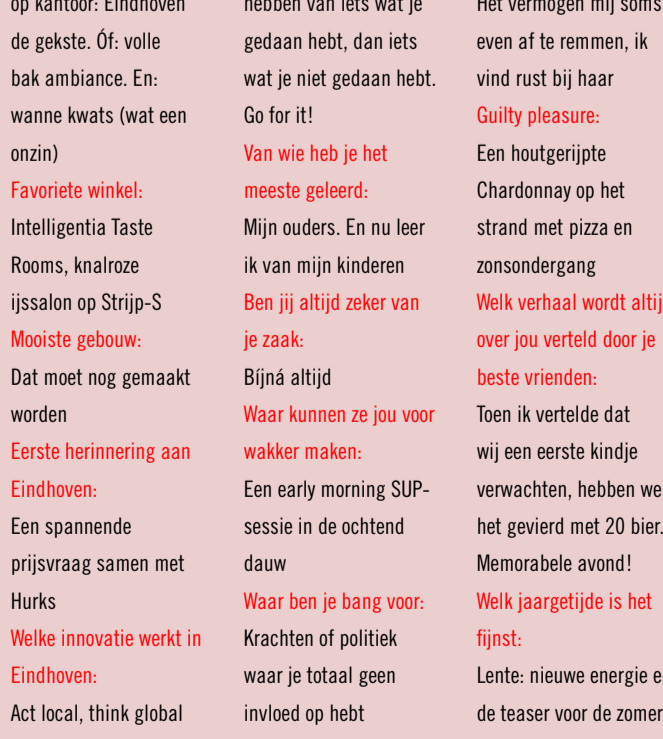 op kantoor: Eindhoven
de gekste. Óf: volle
bak ambiance. En:
wanne kwats (wat een
onzin)
Favoriete winkel:
Intelligentia Taste
Rooms, knalroze
ijssalon op Strijp-S
Mooiste gebouw:
Dat moet nog gemaakt
worden
Eerste herinnering aan
Eindhoven:
Een spannende
prijsvraag samen met
Hurks
Welke innovatie werkt in
Eindhoven:
Act local, think global
hebben van iets wat je
gedaan hebt, dan iets
wat je niet gedaan hebt.
Go for it!
Van wie heb je het
meeste geleerd:
Mijn ouders. En nu leer
ik van mijn kinderen
Ben jij altijd zeker van
je zaak:
Bíjná altijd
Waar kunnen ze jou voor
wakker maken:
Een early morning SUP-
sessie in de ochtend
dauw
Waar ben je bang voor:
Krachten of politiek
waar je totaal geen
invloed op hebt
Het vermogen mij soms
even af te remmen, ik
vind rust bij haar
Guilty pleasure:
Een houtgerijpte
Chardonnay op het
strand met pizza en
zonsondergang
Welk verhaal wordt altij
over jou verteld door je
beste vrienden:
Toen ik vertelde dat
wij een eerste kindje
verwachten, hebben we
het gevierd met 20 bier.
Memorabele avond!
Welk jaargetijde is het
fijnst:
Lente: nieuwe energie e
de teaser voor de zomer